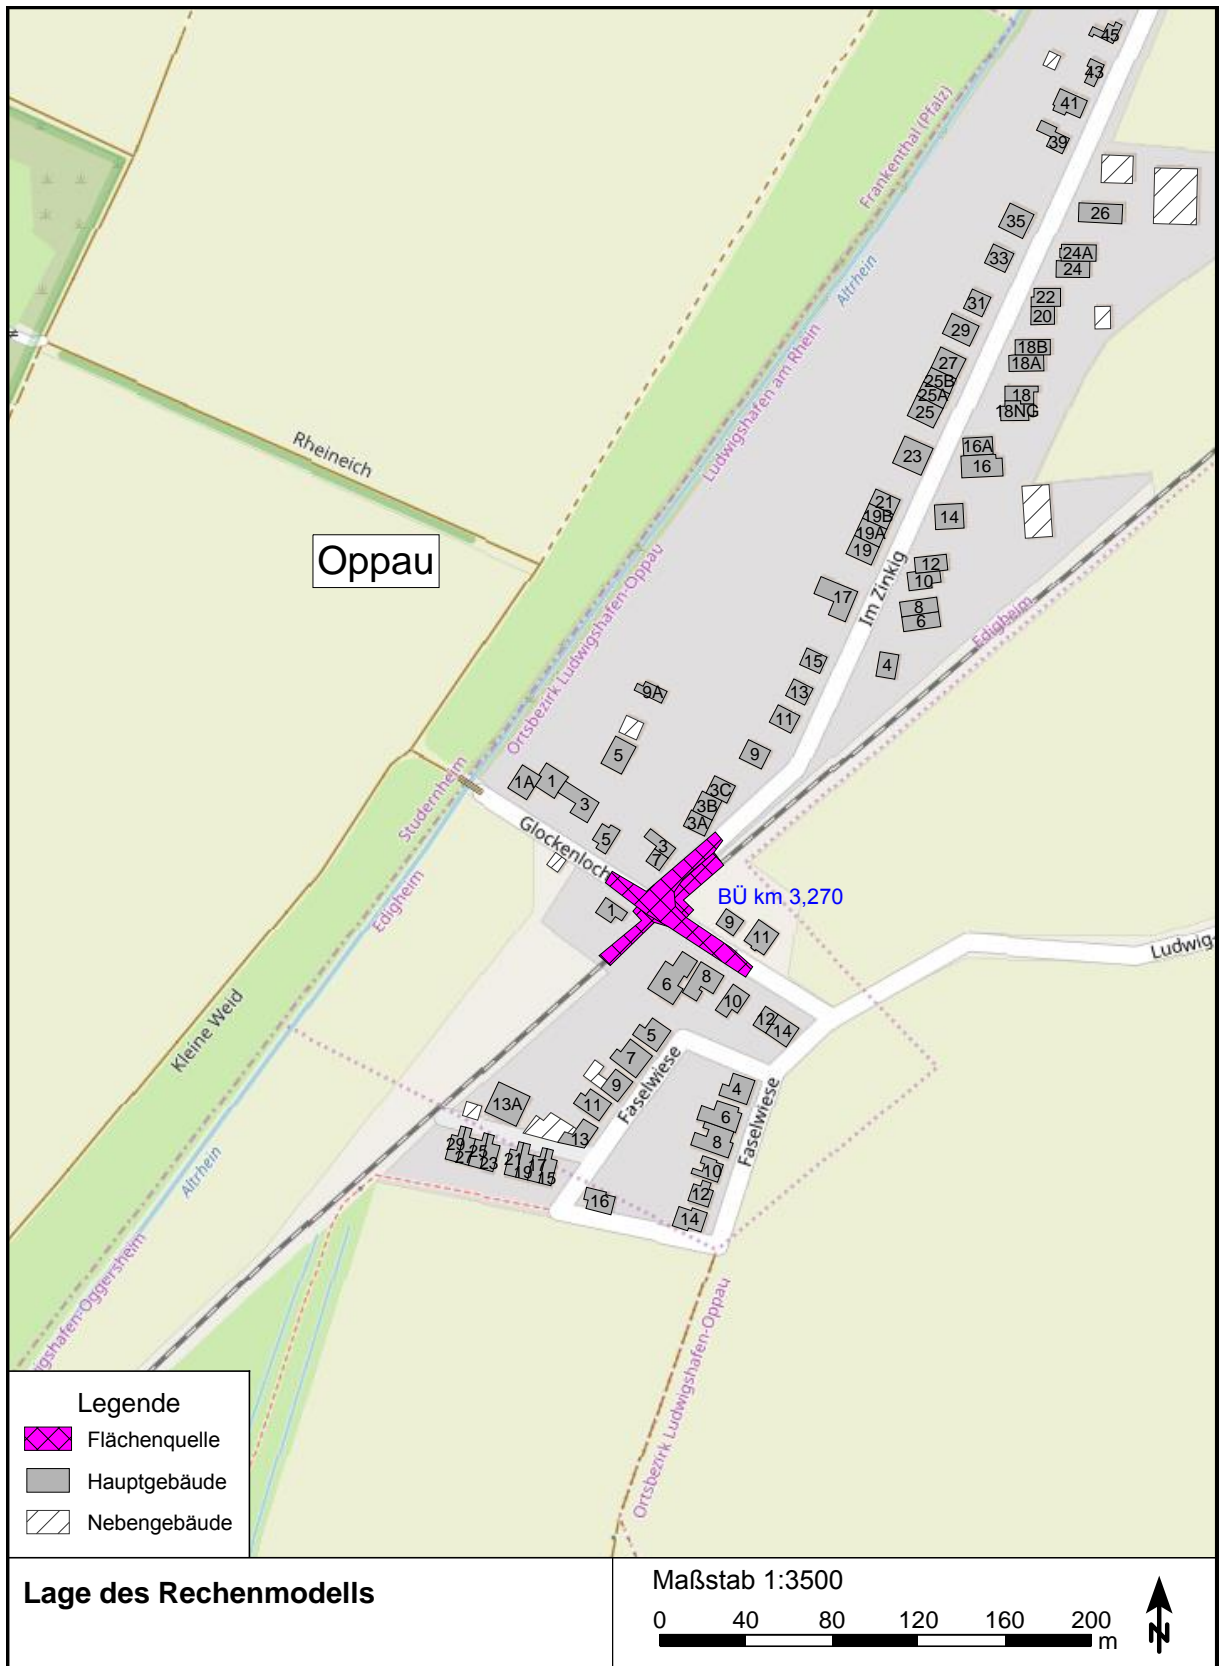 45
43
41
39
Frankenthal (Pfalz)
35
26
33
24A
24
Altrhein
31
22
20
29
Ludwigshafen am Rhein
27
18B
18A
25B
25A
25
18
18NG
Rheineich
23
16A
16
21
19B
19A
19
14
Oppau
Ortsbezirk Ludwigshafen-Oppau
Im Zinkig
12
10
17
8
6
Edigheim
15
4
9A
13
11
5
9
1A
1
3
3C
3B
3A
Studernheim
5
3
1
Glockenloch
BÜ km 3,270
1
9
11
Edigheim
Ludwig-
6
8
10
12
14
Kleine Weid
5
7
9
Faselwiese
11
13A
13
4
6
8
10
12
14
Faselwiese
29
27
25
23
21
19
17
15
16
Altrhein
igshafen-Oggersheim
Ortsbezirk Ludwigshafen-Oppau
Legende
Flächenquelle
Hauptgebäude
Nebengebäude
Lage des Rechenmodells
Maßstab 1:3500
0 40 80 120 160 200
m
N